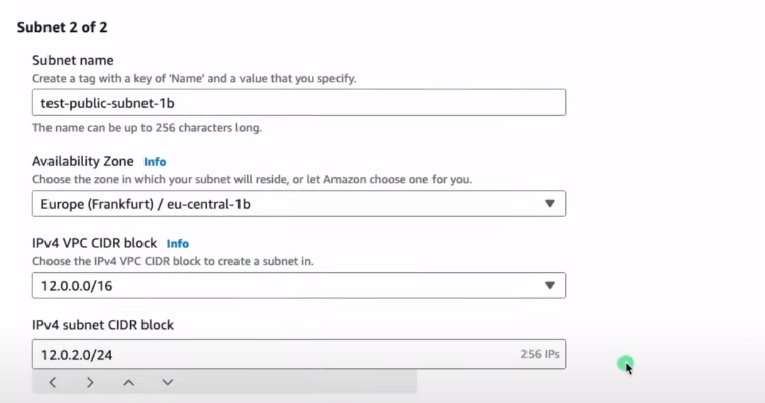 Subnet 2 of 2
Subnet name
Create a tag with a key of 'Name' and a value that you specify.
test-public-subnet-1b
The name can be up to 256 characters long.
Availability Zone Info
Choose the zone in which your subnet will reside, or let Amazon choose one for you.
Europe (Frankfurt) / eu-central-1b
IPv4 VPC CIDR block Info
Choose the IPv4 VPC CIDR block to create a subnet in.
12.0.0.0/16
IPv4 subnet CIDR block
12.0.2.0/24 256 IPs